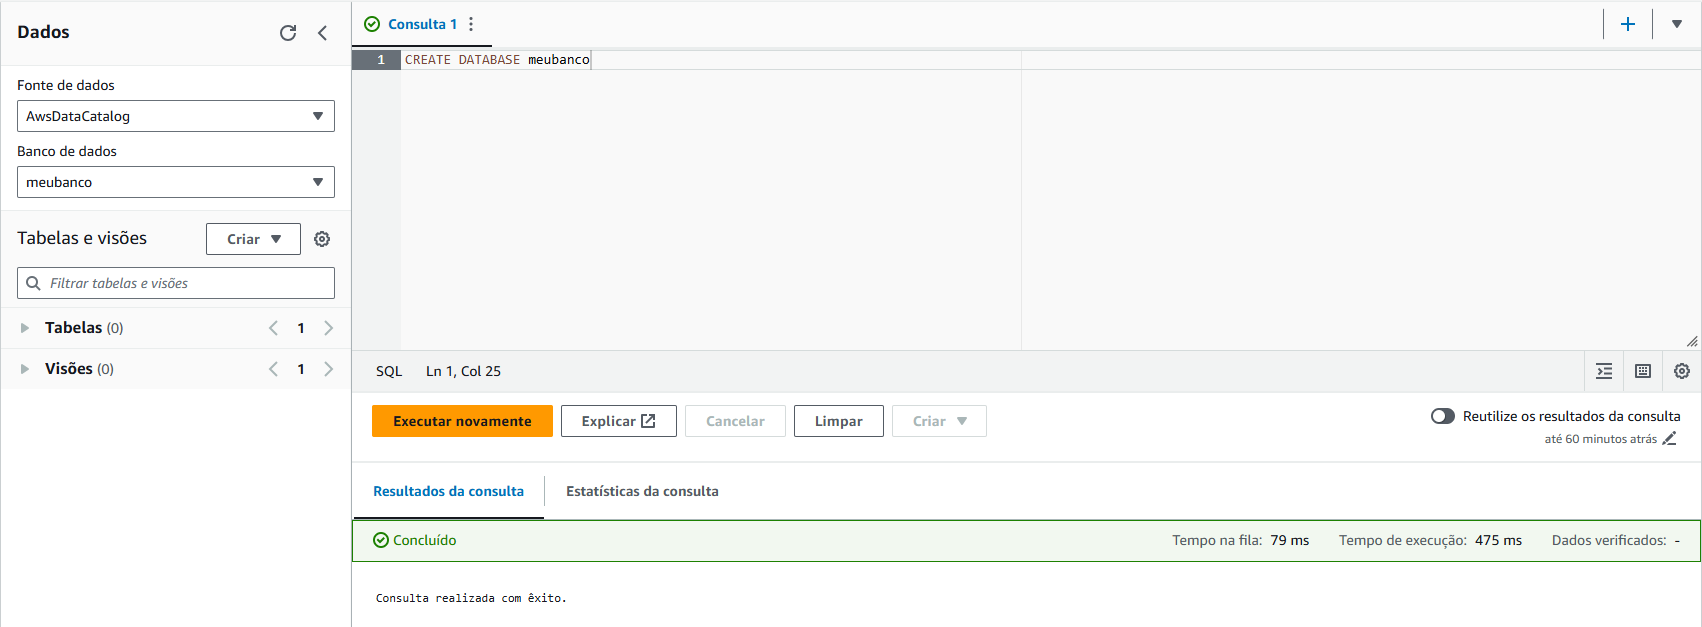 Dados
Fonte de dados
AwsDataCatalog
Banco de dados
meubanco
Tabelas e visões
Criar
Filtrar tabelas e visões
Tabelas (0)
1
Visões (0)
1
Consulta 1
1 CREATE DATABASE meubanco
SQL Ln 1, Col 25
Executar novamente Explicar Cancelar Limpar Criar
Reutilize os resultados da consulta
até 60 minutos atrás
Resultados da consulta Estatísticas da consulta
Concluído Tempo na fila: 79 ms Tempo de execução: 475 ms Dados verificados: -
Consulta realizada com êxito.